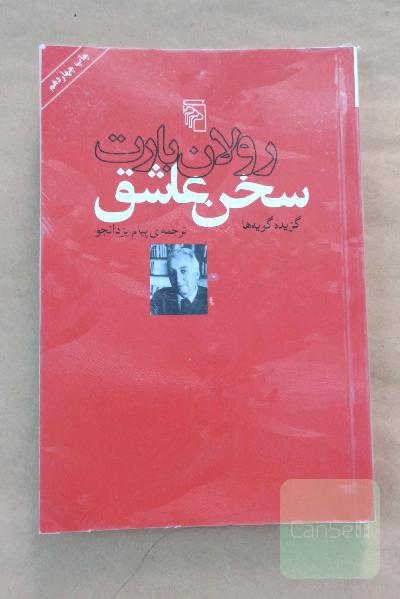 چاپ چهاردهم
رولان بارت
سخن عاشق
گزیده گویه‌ها
ترجمه‌ی پیام یزدانجو
CanSell